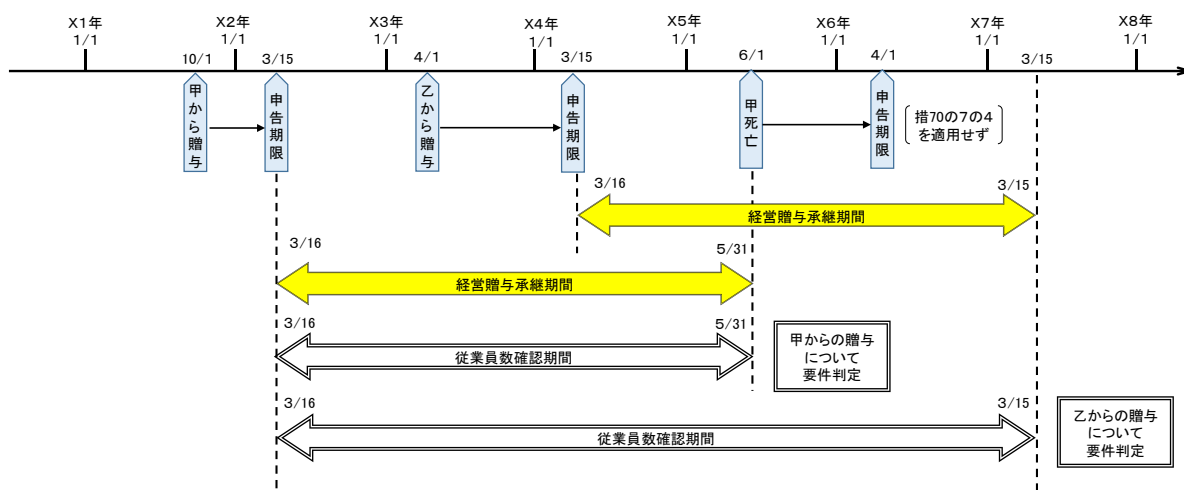 X1年
1/1
X2年
1/1
X3年
1/1
X4年
1/1
X5年
1/1
X6年
1/1
X7年
1/1
X8年
1/1
10/1
3/15
4/1
3/15
6/1
4/1
3/15
甲から贈与
申告期限
乙から贈与
申告期限
甲死亡
申告期限
措70の7の4
を適用せず
3/16
3/15
経営贈与承継期間
3/16
5/31
経営贈与承継期間
3/16
5/31
従業員数確認期間
甲からの贈与
について
要件判定
3/16
3/15
従業員数確認期間
乙からの贈与
について
要件判定